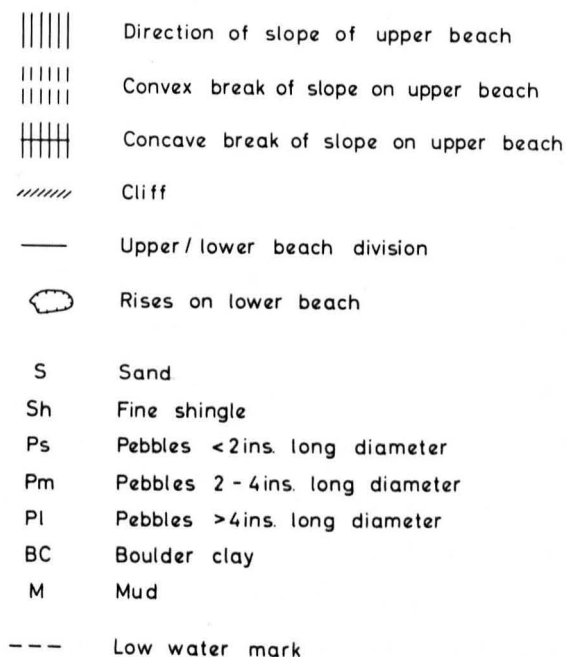 Direction of slope of upper beach
Convex break of slope on upper beach
Concave break of slope on upper beach
Cliff
Upper / lower beach division
Rises on lower beach
S Sand
Sh Fine shingle
Ps Pebbles <2ins. long diameter
Pm Pebbles 2 - 4ins. long diameter
Pl Pebbles >4ins. long diameter
BC Boulder clay
M Mud
Low water mark